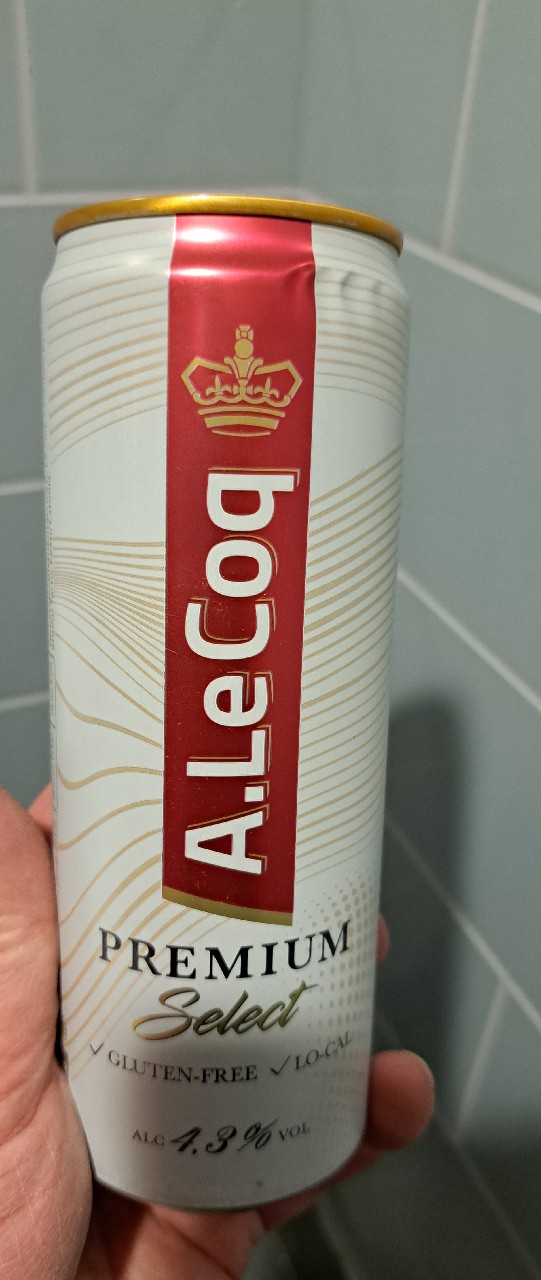 A.LeCoq
PREMIUM
Select
✓ GLUTEN-FREE ✓ LO-CAL
ALC 4.3% VOL